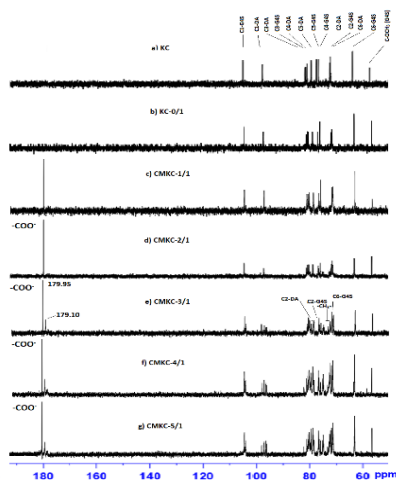 C1-G4S C1-DA C3-DA C3-G4S C4-DA C5-DA C5-G4S C4-G4S C2-DA C2-G4S C6-DA C6-G4S C-OCH3 [G4S]
a) KC
b) KC-0/1
c) CMKC-1/1
-COO-
d) CMKC-2/1
-COO-
179.95
179.10
e) CMKC-3/1
C2-DA
C2-G4S
-CH2-
C6-G4S
-COO-
f) CMKC-4/1
-COO-
g) CMKC-5/1
180 160 140 120 100 80 60 ppm